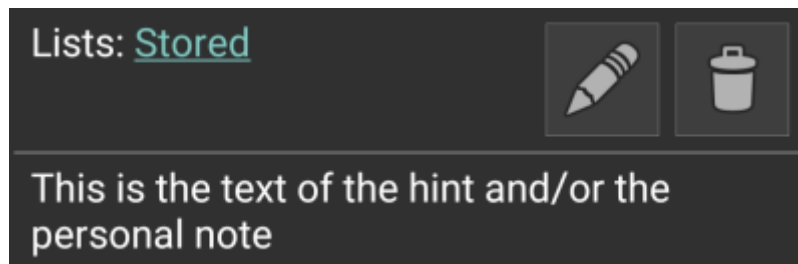 Lists: Stored
This is the text of the hint and/or the
personal note